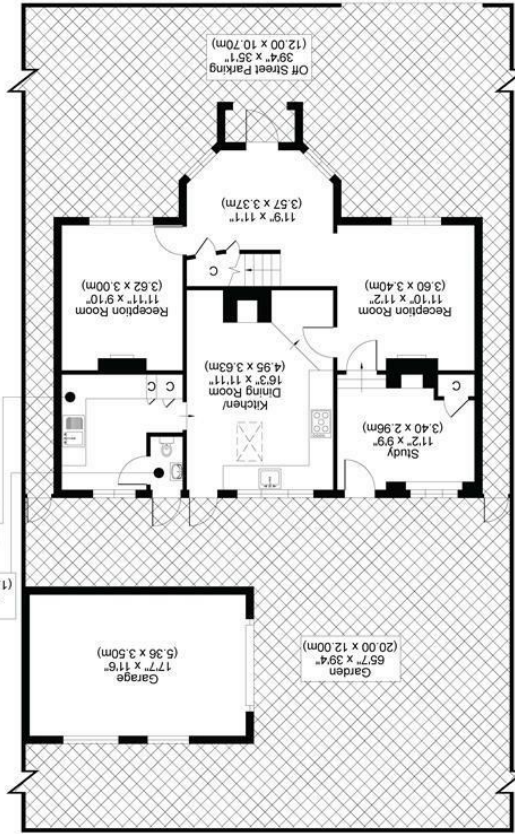 Garden
65'7" x 39'4"
(20.00 x 12.00m)
Garage
17'7" x 11'6"
(5.36 x 3.50m)
(1
Study
11'2" x 9'9"
(3.40 x 2.96m)
C
Kitchen/
Dining Room
16'3" x 11'11"
(4.95 x 3.63m)
C
C
Reception Room
11'10" x 11'2"
(3.60 x 3.40m)
Reception Room
11'11" x 9'10"
(3.62 x 3.00m)
C
11'9" x 11'1"
(3.57 x 3.37m)
Off Street Parking
39'4" x 35'1"
(12.00 x 10.70m)